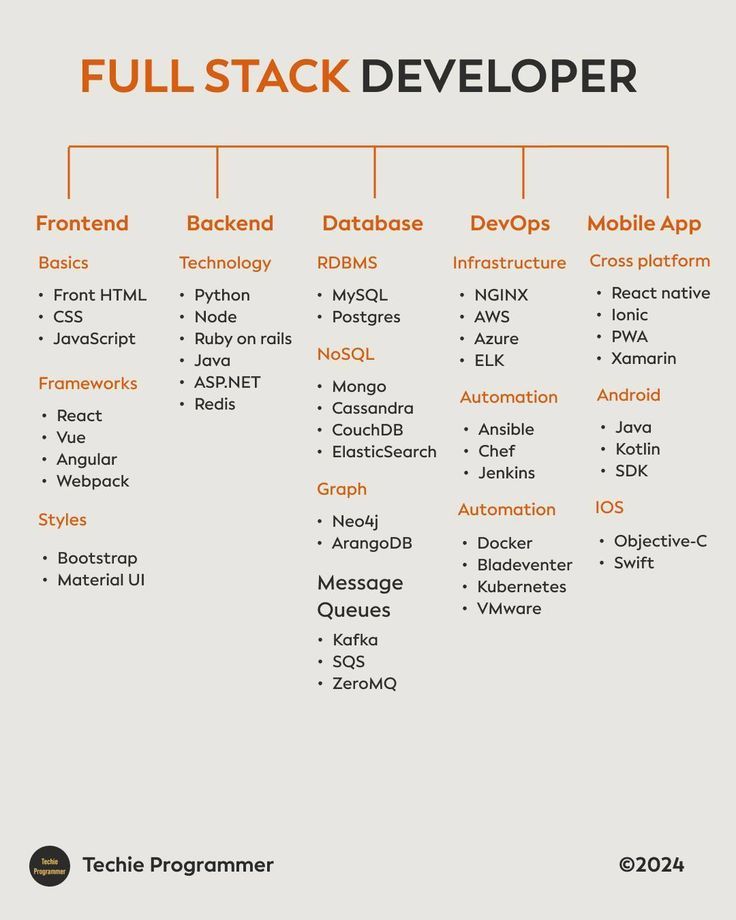 FULL STACK DEVELOPER
Frontend
Basics
• Front HTML
• CSS
• JavaScript
Frameworks
• React
• Vue
• Angular
• Webpack
Styles
• Bootstrap
• Material UI
Backend
Technology
• Python
• Node
• Ruby on rails
• Java
• ASP.NET
• Redis
Database
RDBMS
• MySQL
• Postgres
NoSQL
• Mongo
• Cassandra
• CouchDB
• ElasticSearch
Graph
• Neo4j
• ArangoDB
Message
Queues
• Kafka
• SQS
• ZeroMQ
DevOps
Infrastructure
• NGINX
• AWS
• Azure
• ELK
Automation
• Ansible
• Chef
• Jenkins
Automation
• Docker
• Bladeventer
• Kubernetes
• VMware
Mobile App
Cross platform
• React native
• Ionic
• PWA
• Xamarin
Android
• Java
• Kotlin
• SDK
IOS
• Objective-C
• Swift
Techie
Programmer
Techie Programmer
©2024